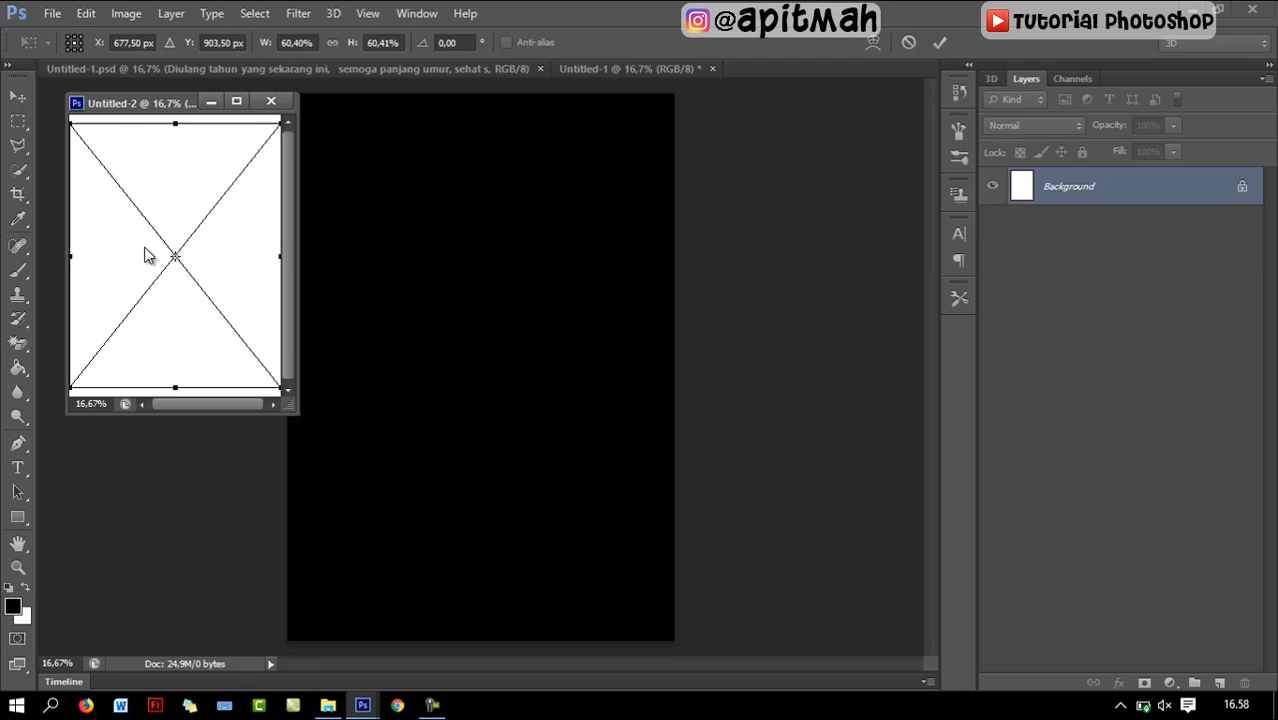 Ps File Edit Image Layer Type Select Filter 3D View Window Help
@apitmah
Tutorial Photoshop
X: 677,50 px Y: 903,50 px W: 60,40% H: 60,41% 0,00 ° Anti-alias
3D
Untitled-1.psd @ 16,7% (Diulang tahun yang sekarang ini, semoga panjang umur, sehat s, RGB/8) × Untitled-1 @ 16,7% (RGB/8) * ×
3D Layers Channels
Ps Untitled-2 @ 16,7% (...
Kind
Normal Opacity: 100%
Lock: Fill: 100%
Background
16,67%
16,67% Doc: 24,9M/0 bytes
Timeline
16.58